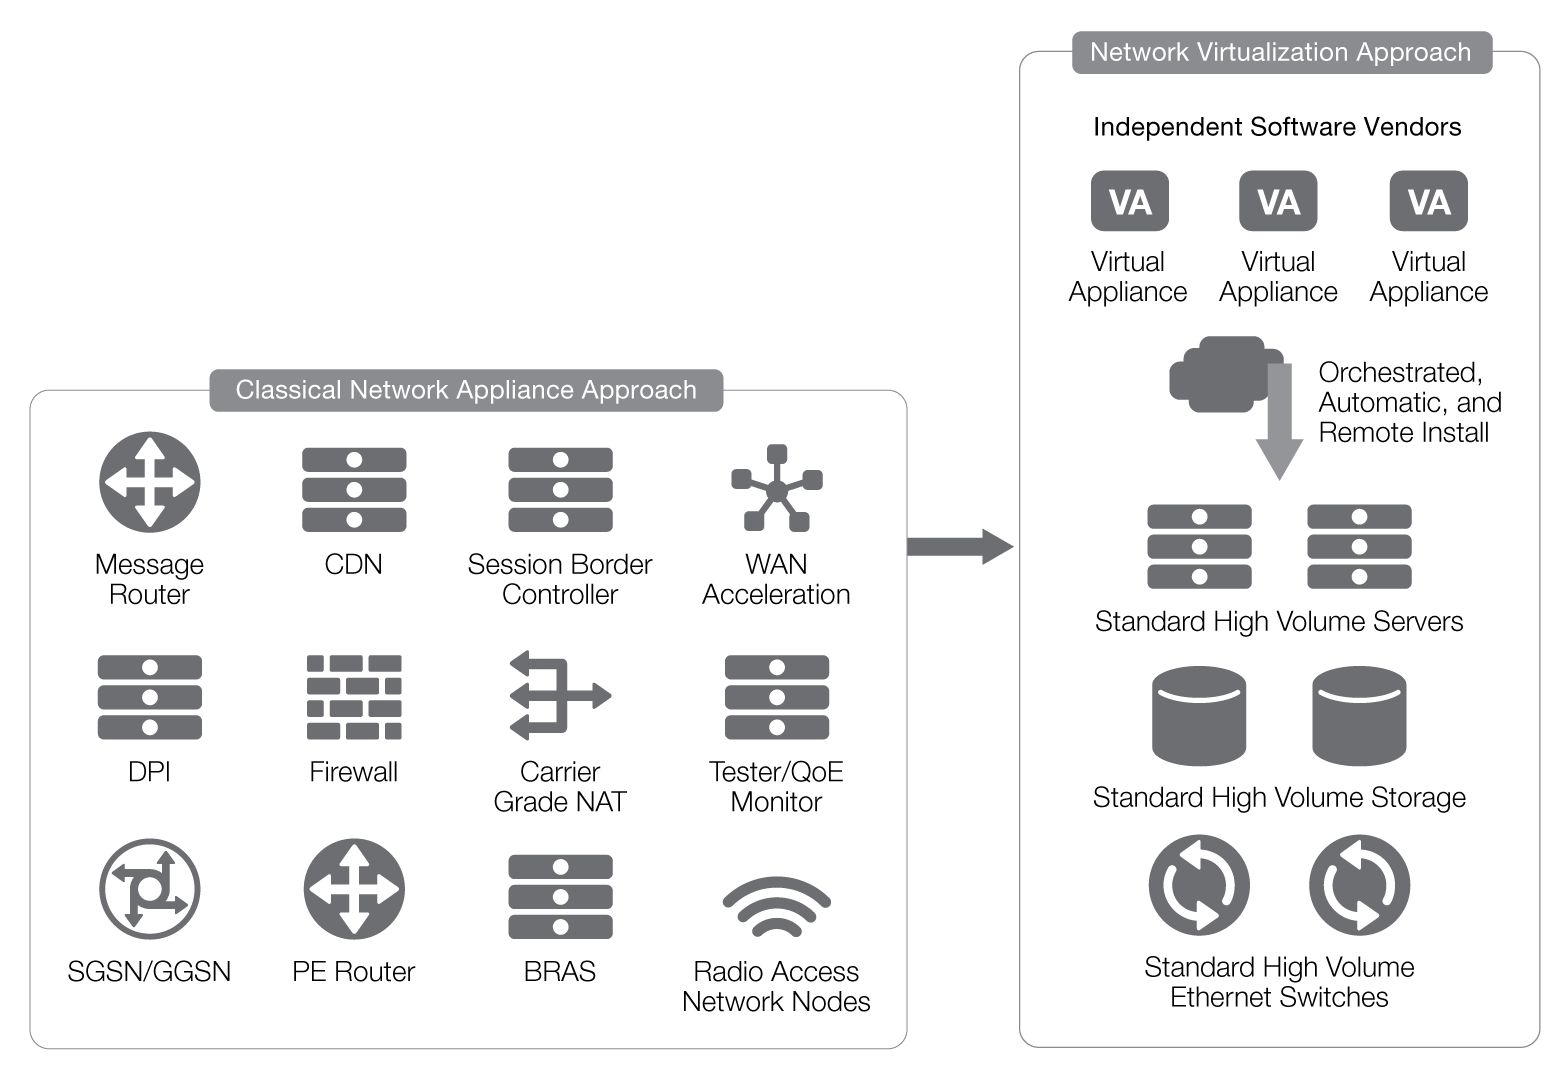 Network Virtualization Approach
Independent Software Vendors
VA VA VA
Virtual Virtual Virtual
Appliance Appliance Appliance
Orchestrated,
Automatic, and
Remote Install
Standard High Volume Servers
Standard High Volume Storage
Standard High Volume
Ethernet Switches
Classical Network Appliance Approach
Message
Router
CDN
Session Border
Controller
WAN
Acceleration
DPI
Firewall
Carrier
Grade NAT
Tester/QoE
Monitor
SGSN/GGSN
PE Router
BRAS
Radio Access
Network Nodes